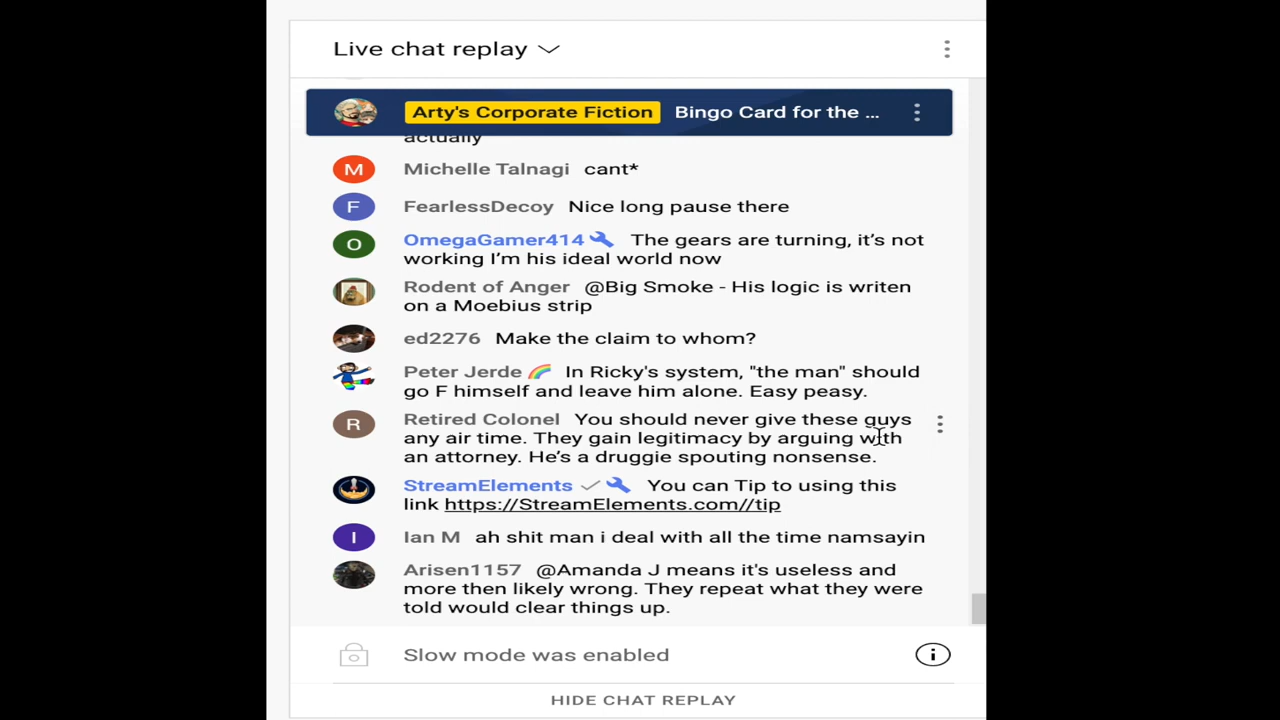 Live chat replay
Arty's Corporate Fiction Bingo Card for the ...
actually
M Michelle Talnagi cant*
F FearlessDecoy Nice long pause there
O OmegaGamer414 The gears are turning, it's not
working I'm his ideal world now
Rodent of Anger @Big Smoke - His logic is writen
on a Moebius strip
ed2276 Make the claim to whom?
Peter Jerde 🌈 In Ricky's system, "the man" should
go F himself and leave him alone. Easy peasy.
R Retired Colonel You should never give these guys
any air time. They gain legitimacy by arguing with
an attorney. He's a druggie spouting nonsense.
StreamElements You can Tip to using this
link https://StreamElements.com//tip
I Ian M ah shit man i deal with all the time namsayin
Arisen1157 @Amanda J means it's useless and
more then likely wrong. They repeat what they were
told would clear things up.
Slow mode was enabled
HIDE CHAT REPLAY